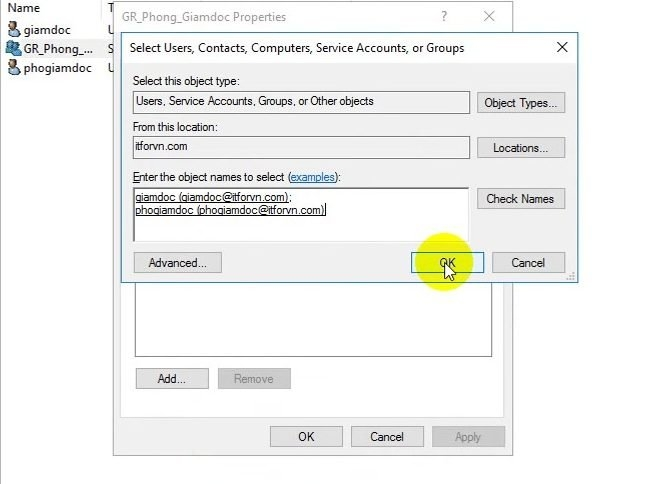 Name
giamdoc U
GR_Phong_... S
phogiamdoc U
GR_Phong_Giamdoc Properties
Select Users, Contacts, Computers, Service Accounts, or Groups
Select this object type:
Users, Service Accounts, Groups, or Other objects
Object Types...
From this location:
itforvn.com
Locations...
Enter the object names to select (examples):
giamdoc (giamdoc@itforvn.com);
phogiamdoc (phogiamdoc@itforvn.com)
Check Names
Advanced...
OK
Cancel
Add...
Remove
OK
Cancel
Apply